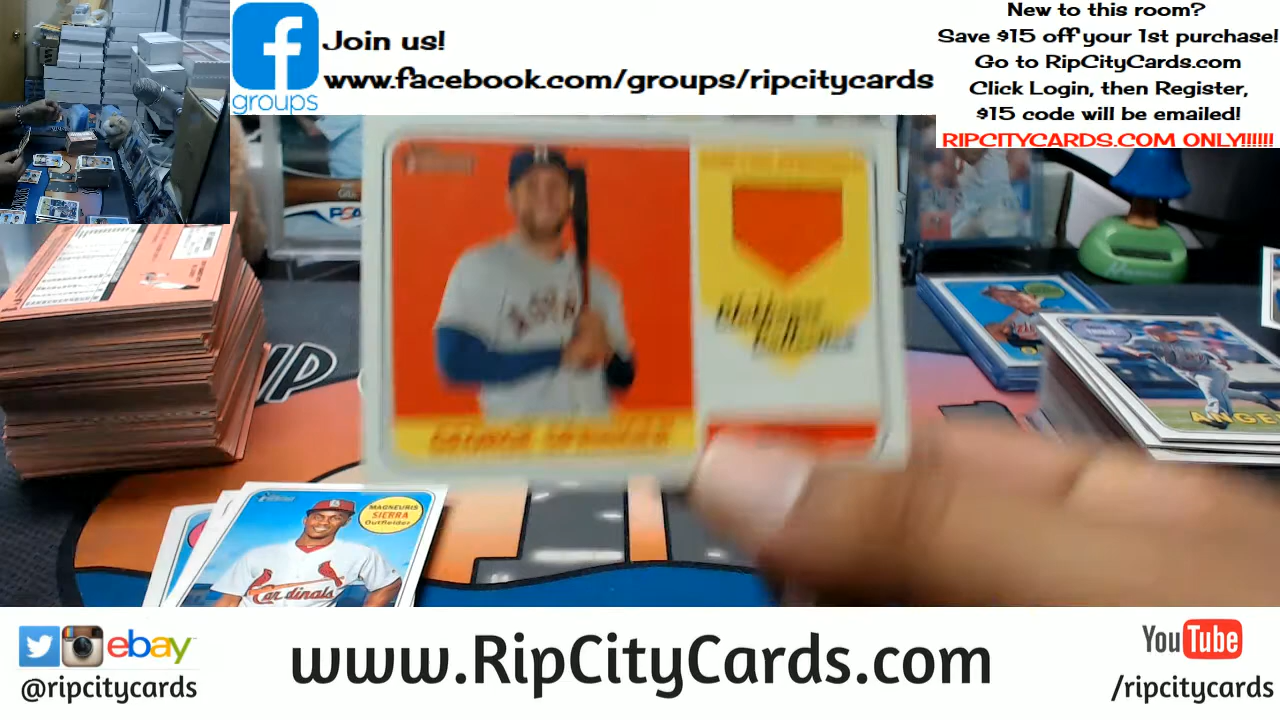 Join us!
www.facebook.com/groups/ripcitycards
groups
New to this room?
Save $15 off your 1st purchase!
Go to RipCityCards.com
Click Login, then Register,
$15 code will be emailed!
RIPCITYCARDS.COM ONLY!!!!!!
GEORGE SPRINGER
MAGNEURIS
SIERRA
Outfielder
Cardinals
ANGE
ebay
@ripcitycards
www.RipCityCards.com
YouTube
/ripcitycards